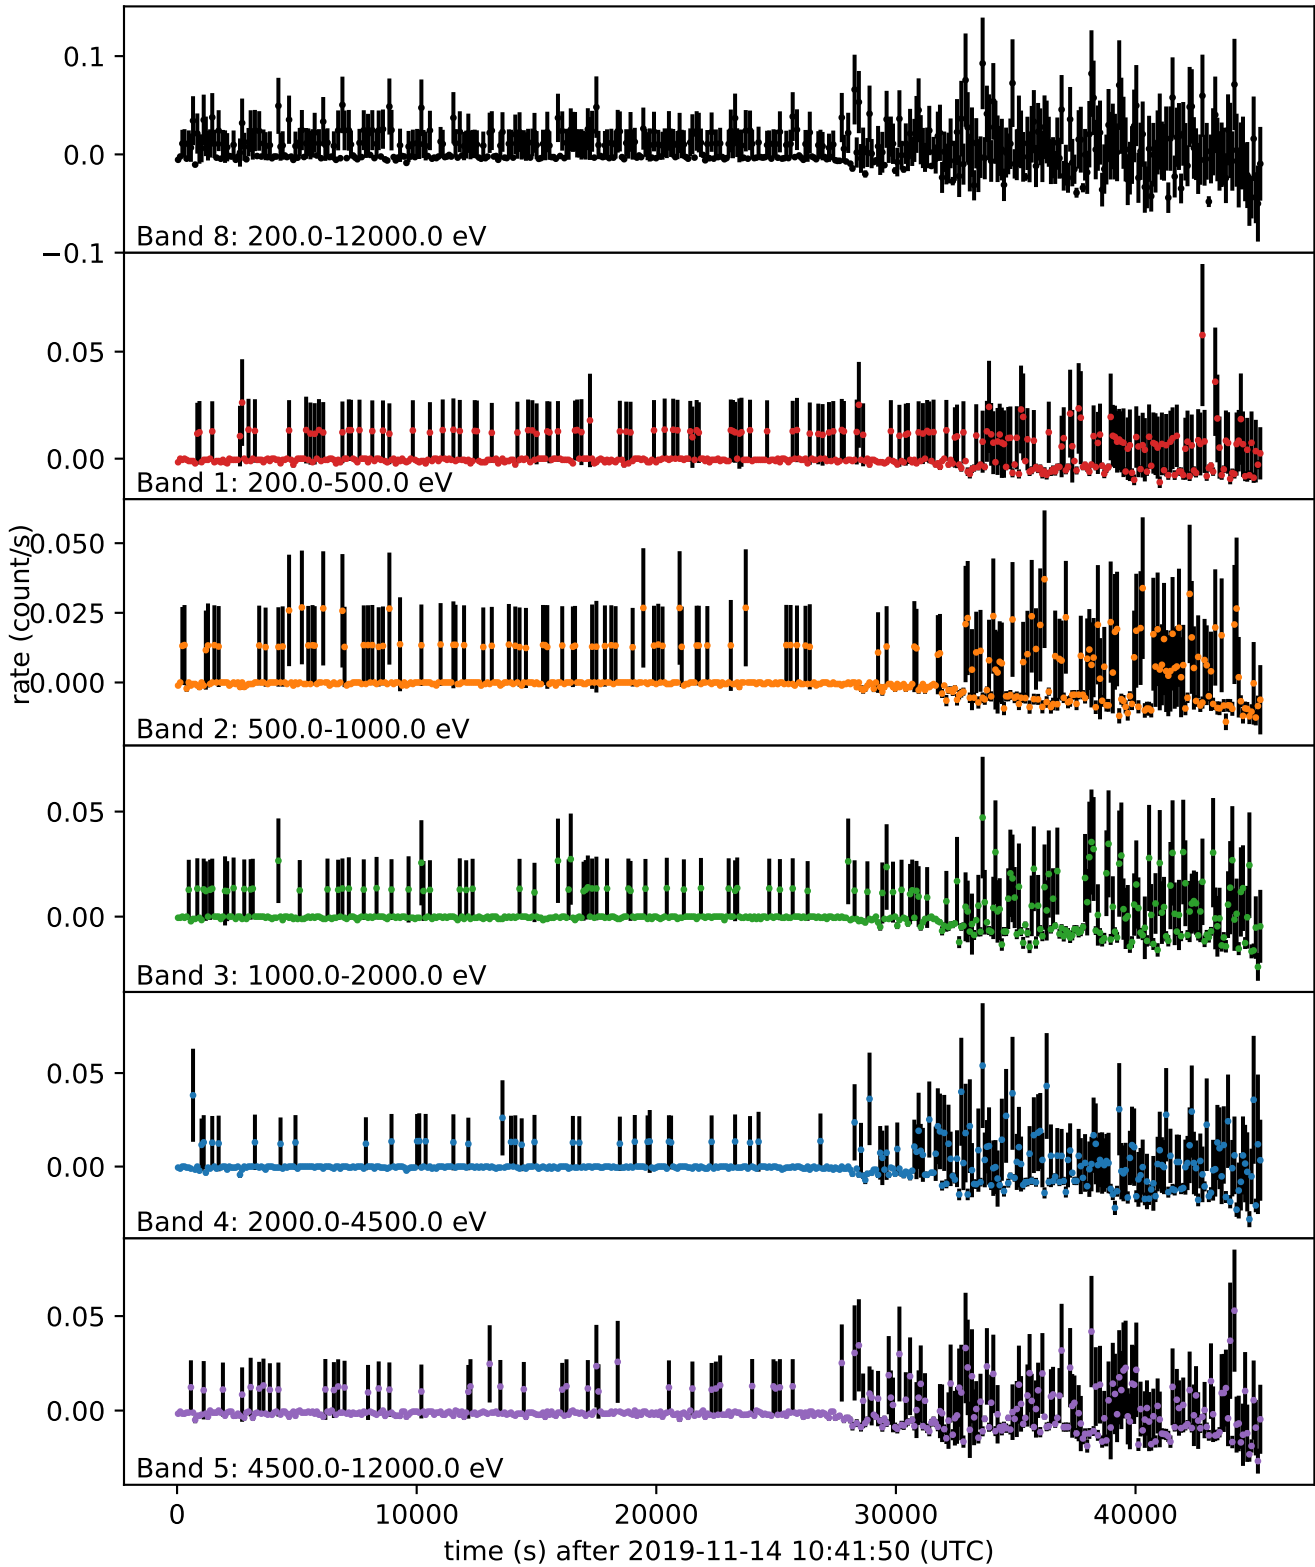 0.1
0.0
−0.1
Band 8: 200.0-12000.0 eV
0.05
0.00
Band 1: 200.0-500.0 eV
rate (count/s)
0.050
0.025
0.000
Band 2: 500.0-1000.0 eV
0.05
0.00
Band 3: 1000.0-2000.0 eV
0.05
0.00
Band 4: 2000.0-4500.0 eV
0.05
0.00
Band 5: 4500.0-12000.0 eV
0 10000 20000 30000 40000
time (s) after 2019-11-14 10:41:50 (UTC)